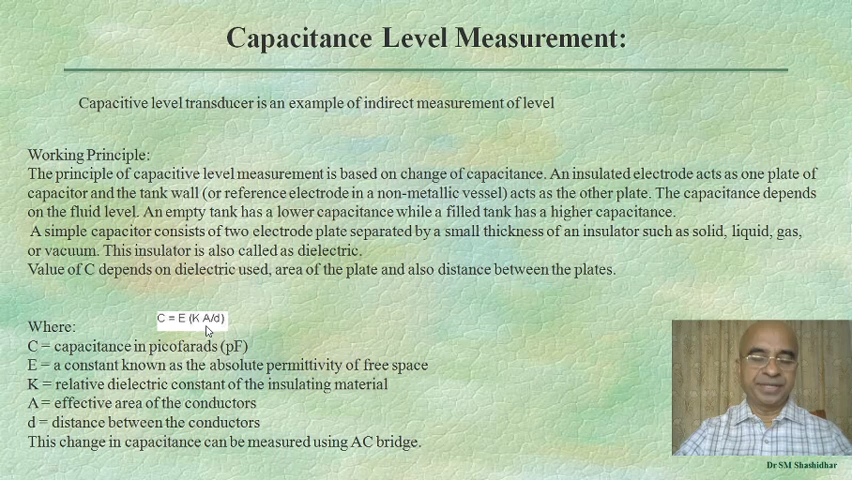 Capacitance Level Measurement:
Capacitive level transducer is an example of indirect measurement of level
Working Principle:
The principle of capacitive level measurement is based on change of capacitance. An insulated electrode acts as one plate of
capacitor and the tank wall (or reference electrode in a non-metallic vessel) acts as the other plate. The capacitance depends
on the fluid level. An empty tank has a lower capacitance while a filled tank has a higher capacitance.
A simple capacitor consists of two electrode plate separated by a small thickness of an insulator such as solid, liquid, gas,
or vacuum. This insulator is also called as dielectric.
Value of C depends on dielectric used, area of the plate and also distance between the plates.
C = E (K A/d)
Where:
C = capacitance in picofarads (pF)
E = a constant known as the absolute permittivity of free space
K = relative dielectric constant of the insulating material
A = effective area of the conductors
d = distance between the conductors
This change in capacitance can be measured using AC bridge.
Dr SM Shashidhar